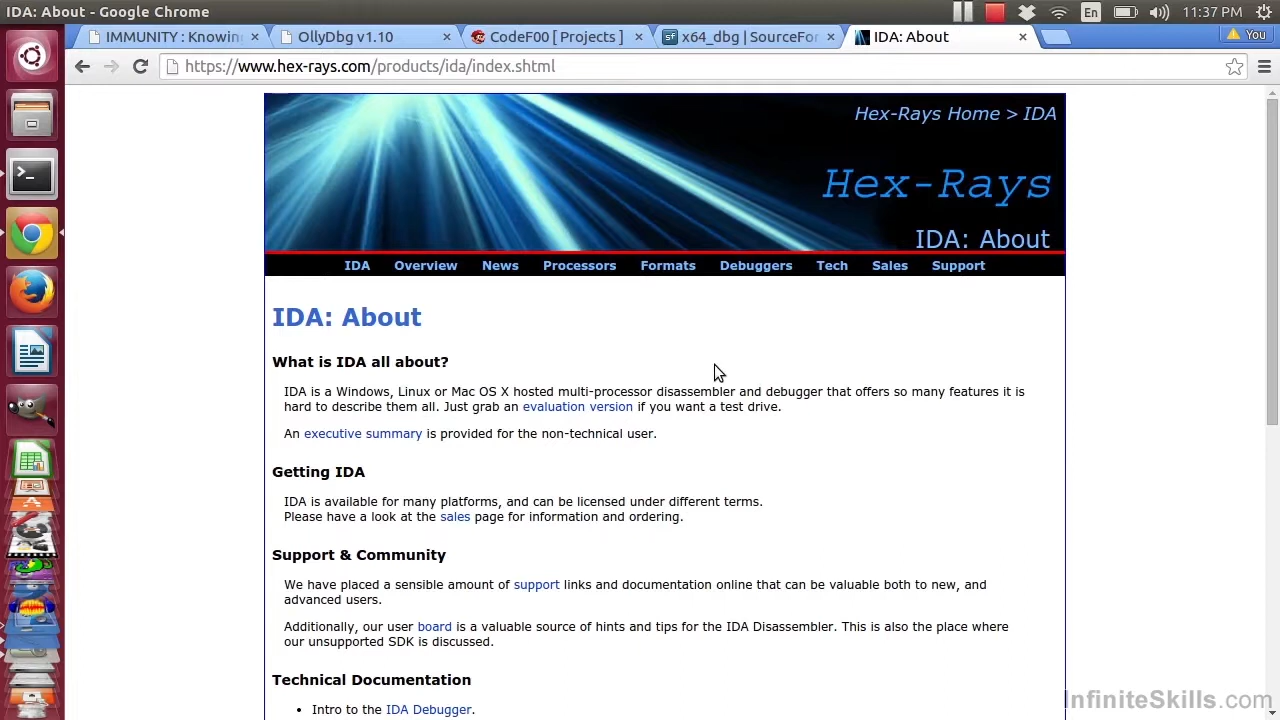 IDA: About - Google Chrome
En
11:37 PM
IMMUNITY : Knowin
OllyDbg v1.10
CodeF00 [ Projects ]
x64_dbg | SourceFor
IDA: About
You
https://www.hex-rays.com/products/ida/index.shtml
Hex-Rays Home > IDA
Hex-Rays
IDA: About
IDA Overview News Processors Formats Debuggers Tech Sales Support
IDA: About
What is IDA all about?
IDA is a Windows, Linux or Mac OS X hosted multi-processor disassembler and debugger that offers so many features it is
hard to describe them all. Just grab an evaluation version if you want a test drive.
An executive summary is provided for the non-technical user.
Getting IDA
IDA is available for many platforms, and can be licensed under different terms.
Please have a look at the sales page for information and ordering.
Support & Community
We have placed a sensible amount of support links and documentation online that can be valuable both to new, and
advanced users.
Additionally, our user board is a valuable source of hints and tips for the IDA Disassembler. This is also the place where
our unsupported SDK is discussed.
Technical Documentation
• Intro to the IDA Debugger.
InfiniteSkills.com